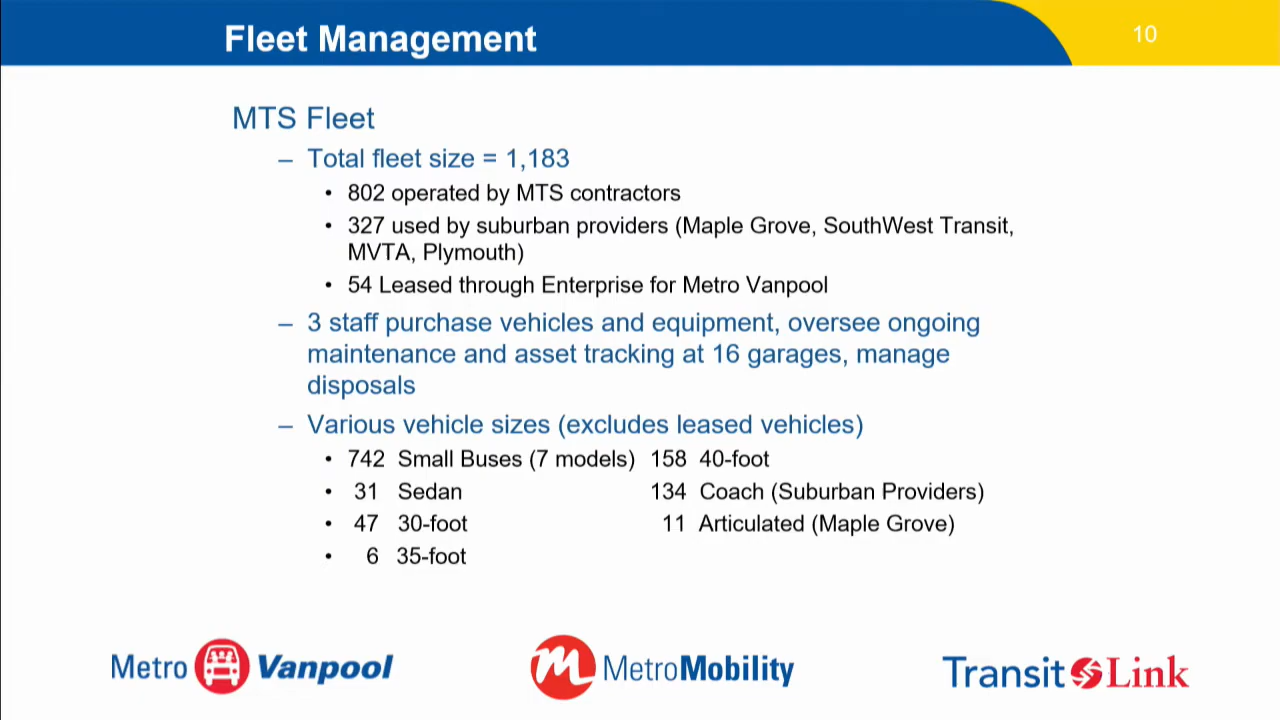 Fleet Management
10
MTS Fleet
– Total fleet size = 1,183
• 802 operated by MTS contractors
• 327 used by suburban providers (Maple Grove, SouthWest Transit,
MVTA, Plymouth)
• 54 Leased through Enterprise for Metro Vanpool
– 3 staff purchase vehicles and equipment, oversee ongoing
maintenance and asset tracking at 16 garages, manage
disposals
– Various vehicle sizes (excludes leased vehicles)
• 742 Small Buses (7 models) 158 40-foot
• 31 Sedan 134 Coach (Suburban Providers)
• 47 30-foot 11 Articulated (Maple Grove)
• 6 35-foot
Metro Vanpool
MetroMobility
Transit Link